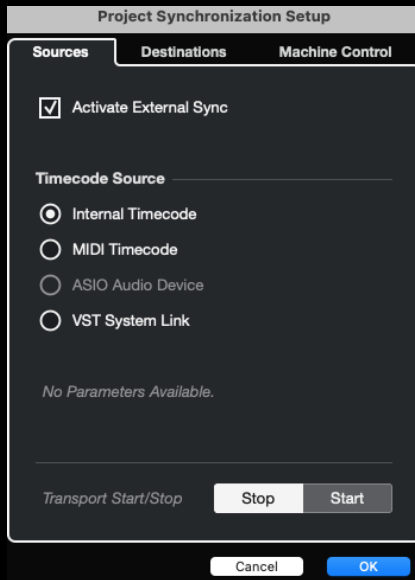 Project Synchronization Setup
Sources Destinations Machine Control
Activate External Sync
Timecode Source
Internal Timecode
MIDI Timecode
ASIO Audio Device
VST System Link
No Parameters Available.
Transport Start/Stop Stop Start
Cancel OK